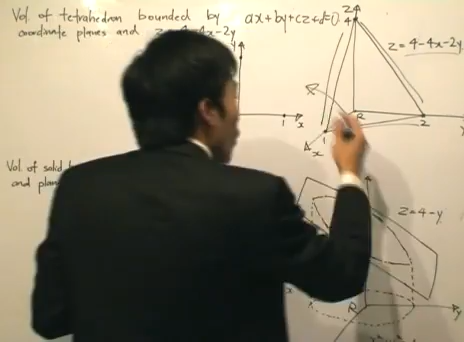 Vol. of tetrahedron bounded by ax+by+cz+d=0.
coordinate planes and z = 4-4x-2y
z
4
z = 4-4x-2y
y
1 x
R
1 2 y
x
Vol. of solid
and plan
z=4-y
R
y